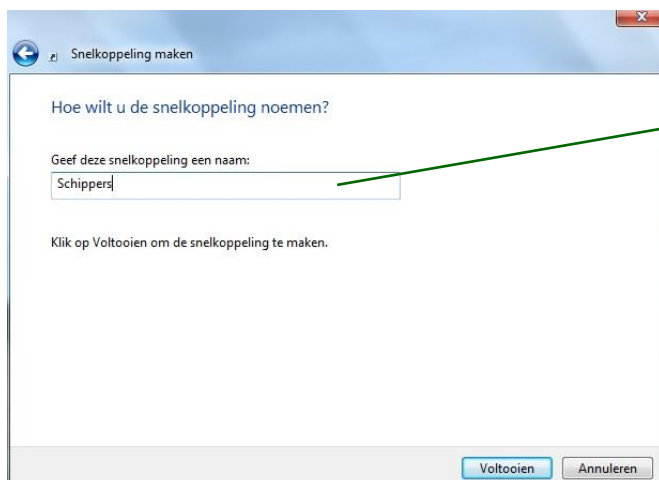 Snelkoppeling maken
Hoe wilt u de snelkoppeling noemen?
Geef deze snelkoppeling een naam:
Schippers
Klik op Voltooien om de snelkoppeling te maken.
Voltooien Annuleren